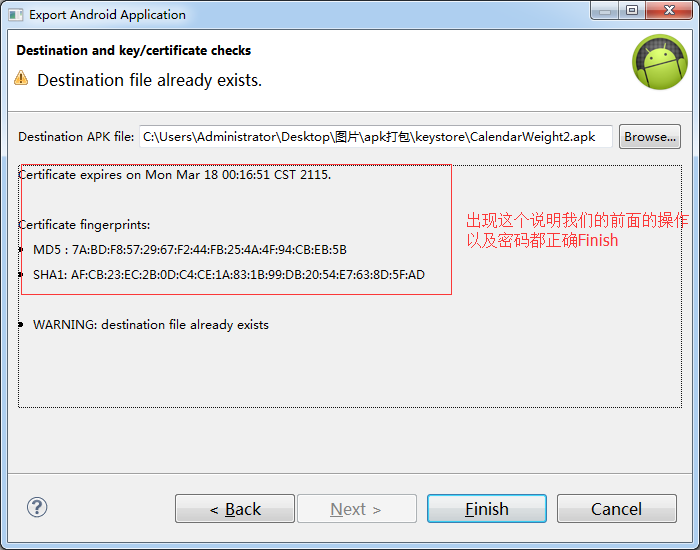 Export Android Application
Destination and key/certificate checks
Destination file already exists.
Destination APK file: C:\Users\Administrator\Desktop\图片\apk打包\keystore\CalendarWeight2.apk Browse...
Certificate expires on Mon Mar 18 00:16:51 CST 2115.
Certificate fingerprints:
MD5 : 7A:BD:F8:57:29:67:F2:44:FB:25:4A:4F:94:CB:EB:5B
SHA1: AF:CB:23:EC:2B:0D:C4:CE:1A:83:1B:99:DB:20:54:E7:63:8D:5F:AD
WARNING: destination file already exists
出现这个说明我们的前面的操作
以及密码都正确Finish
? < Back Next > Finish Cancel